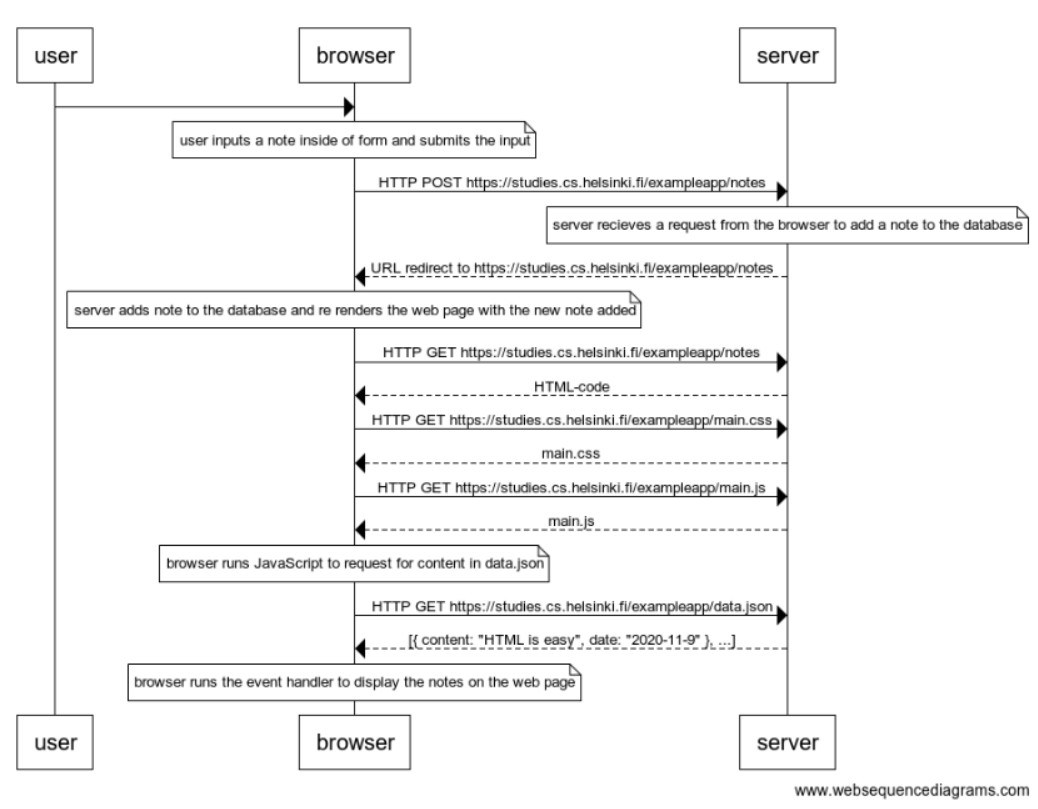 user
browser
server
user inputs a note inside of form and submits the input
HTTP POST https://studies.cs.helsinki.fi/exampleapp/notes
server recieves a request from the browser to add a note to the database
URL redirect to https://studies.cs.helsinki.fi/exampleapp/notes
server adds note to the database and re renders the web page with the new note added
HTTP GET https://studies.cs.helsinki.fi/exampleapp/notes
HTML-code
HTTP GET https://studies.cs.helsinki.fi/exampleapp/main.css
main.css
HTTP GET https://studies.cs.helsinki.fi/exampleapp/main.js
main.js
browser runs JavaScript to request for content in data.json
HTTP GET https://studies.cs.helsinki.fi/exampleapp/data.json
[{ content: "HTML is easy", date: "2020-11-9" }, ...]
browser runs the event handler to display the notes on the web page
user
browser
server
www.websequencediagrams.com